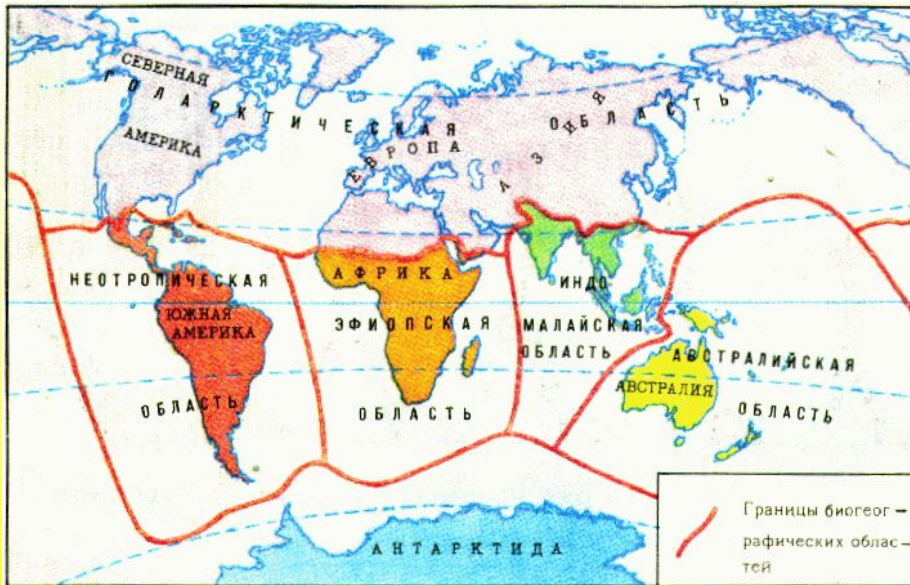 СЕВЕРНАЯ
АМЕРИКА
ГОЛАРКТИЧЕСКАЯ ОБЛАСТЬ
ЕВРОПА
АЗИЯ
НЕОТРОПИЧЕСКАЯ
ОБЛАСТЬ
ЮЖНАЯ
АМЕРИКА
АФРИКА
ЭФИОПСКАЯ
ОБЛАСТЬ
ИНДО
МАЛАЙСКАЯ
ОБЛАСТЬ
АВСТРАЛИЙСКАЯ
ОБЛАСТЬ
АВСТРАЛИЯ
АНТАРКТИДА
Границы биогеог –
рафических облас –
тей